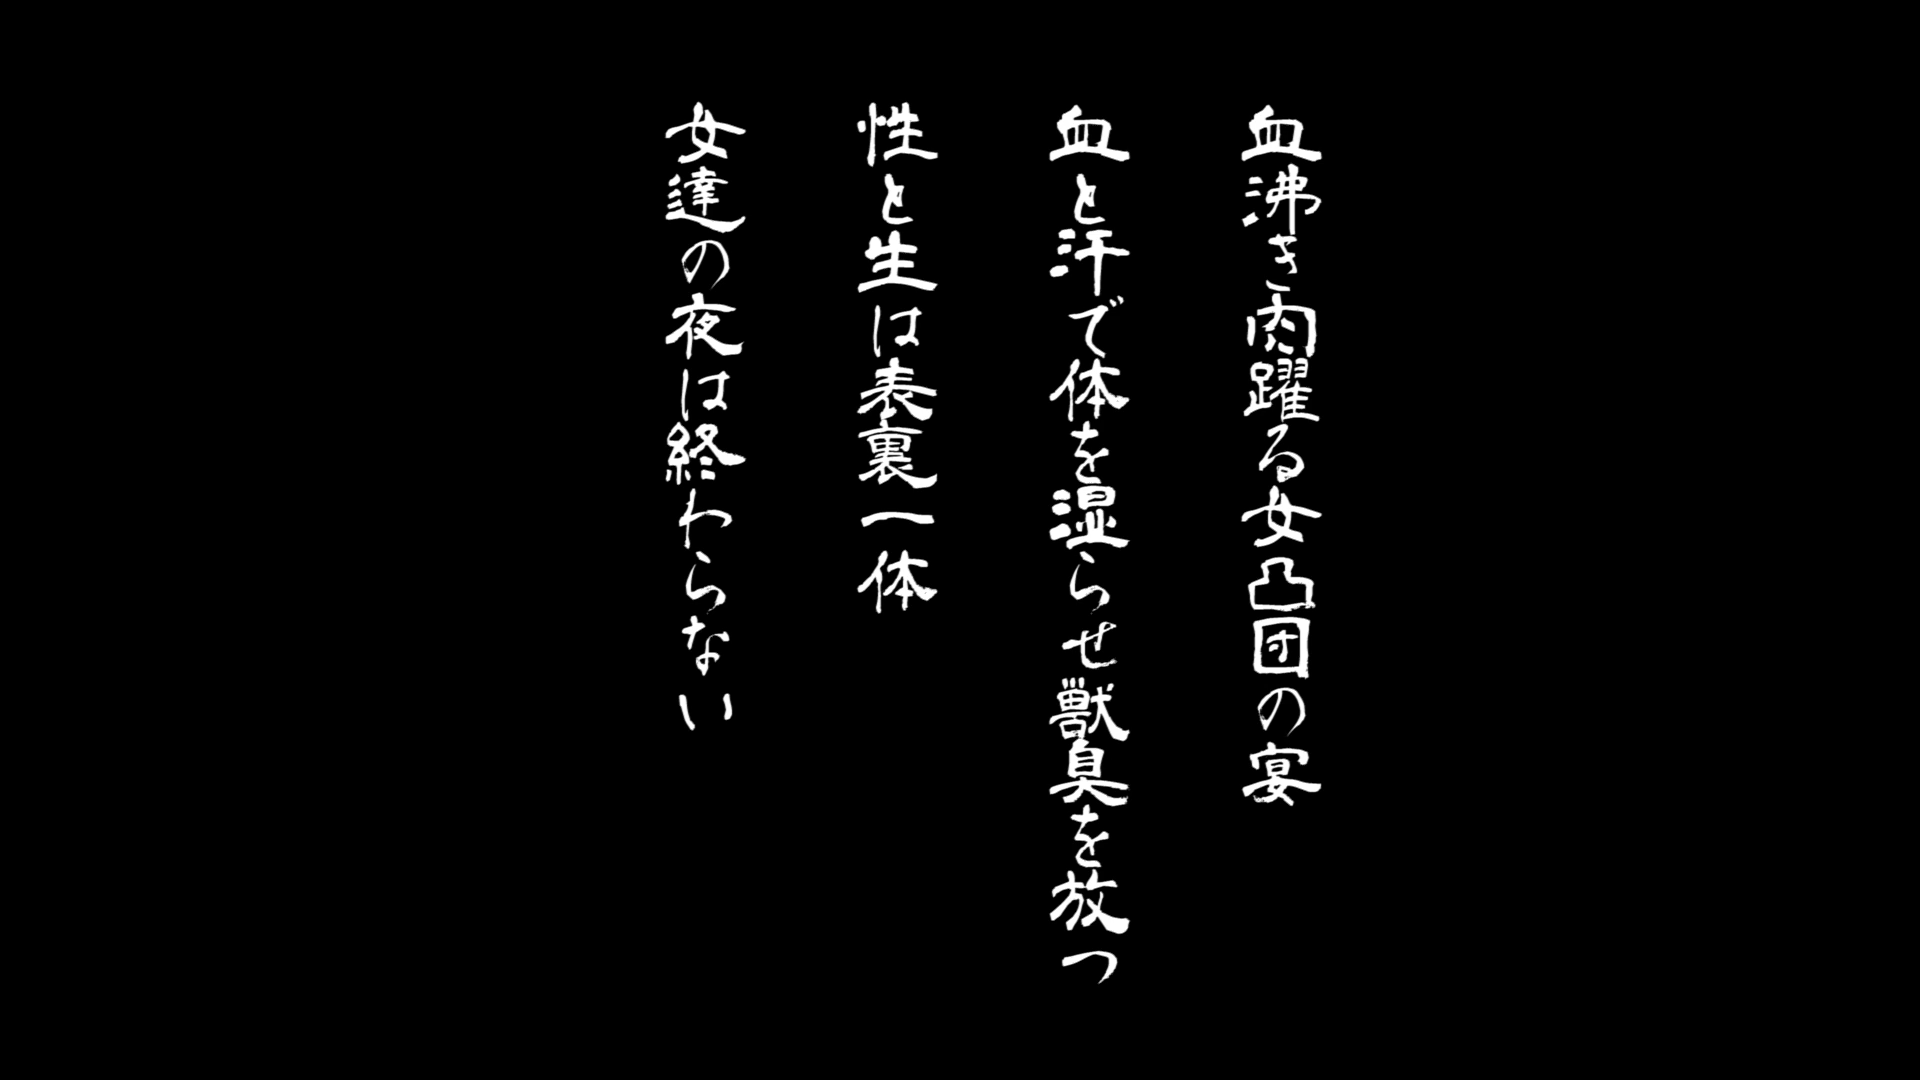 血沸き肉躍る女凸団の宴
血と汗で体を湿らせ獣臭を放つ
性と生は表裏一体
女達の夜は終わらない